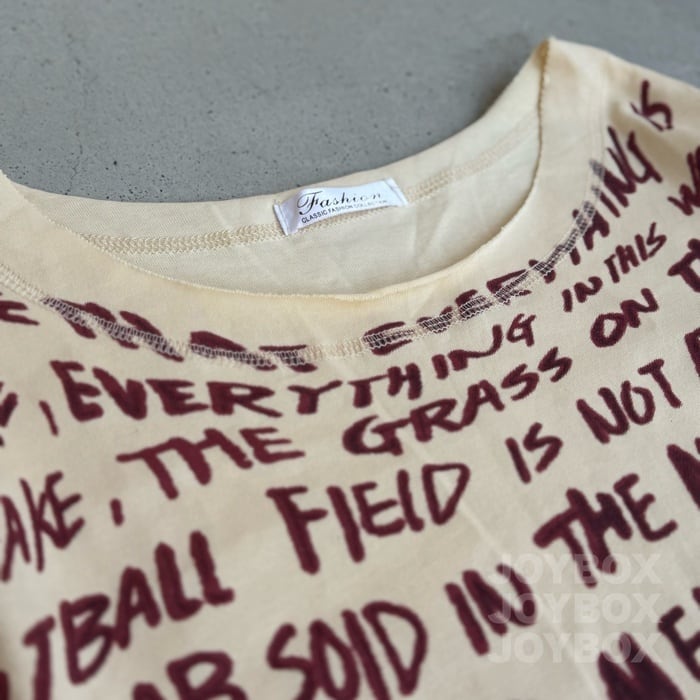 Fashion
CLASSIC FASHION COLLECTION
EVERYTHING IS
, EVERYTHING IN THIS
AKE, THE GRASS ON
TBALL FIELD IS NOT
SOID IN THE
JOYBOX
JOYBOX
JOYBOX